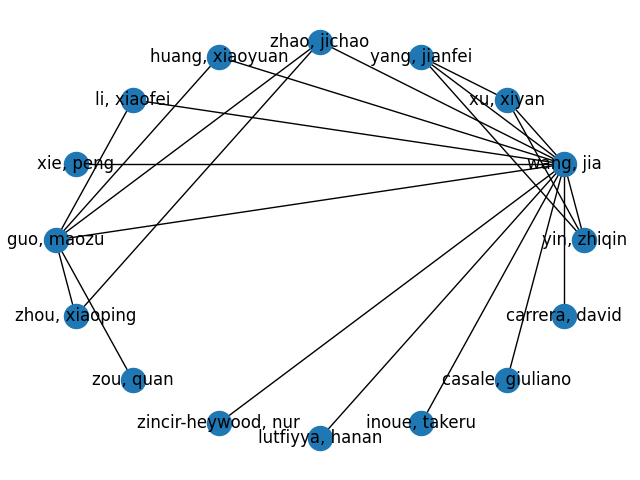 zhao, jichao
huang, xiaoyuan
yang, jianfei
li, xiaofei
xu, xiyan
xie, peng
wang, jia
guo, maozu
yin, zhiqin
zhou, xiaoping
carrera, david
zou, quan
casale, giuliano
zincir-heywood, nur
inoue, takeru
lutfiyya, hanan